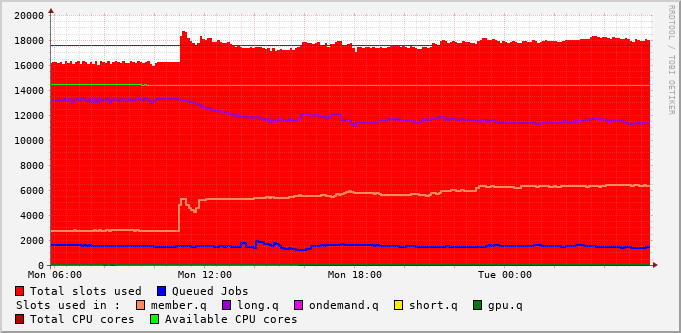 RRDTOOL / TOBI OETIKER
20000
18000
16000
14000
12000
10000
8000
6000
4000
2000
0
Mon 06:00 Mon 12:00 Mon 18:00 Tue 00:00
Total slots used Queued Jobs
Slots used in : member.q long.q ondemand.q short.q gpu.q
Total CPU cores Available CPU cores